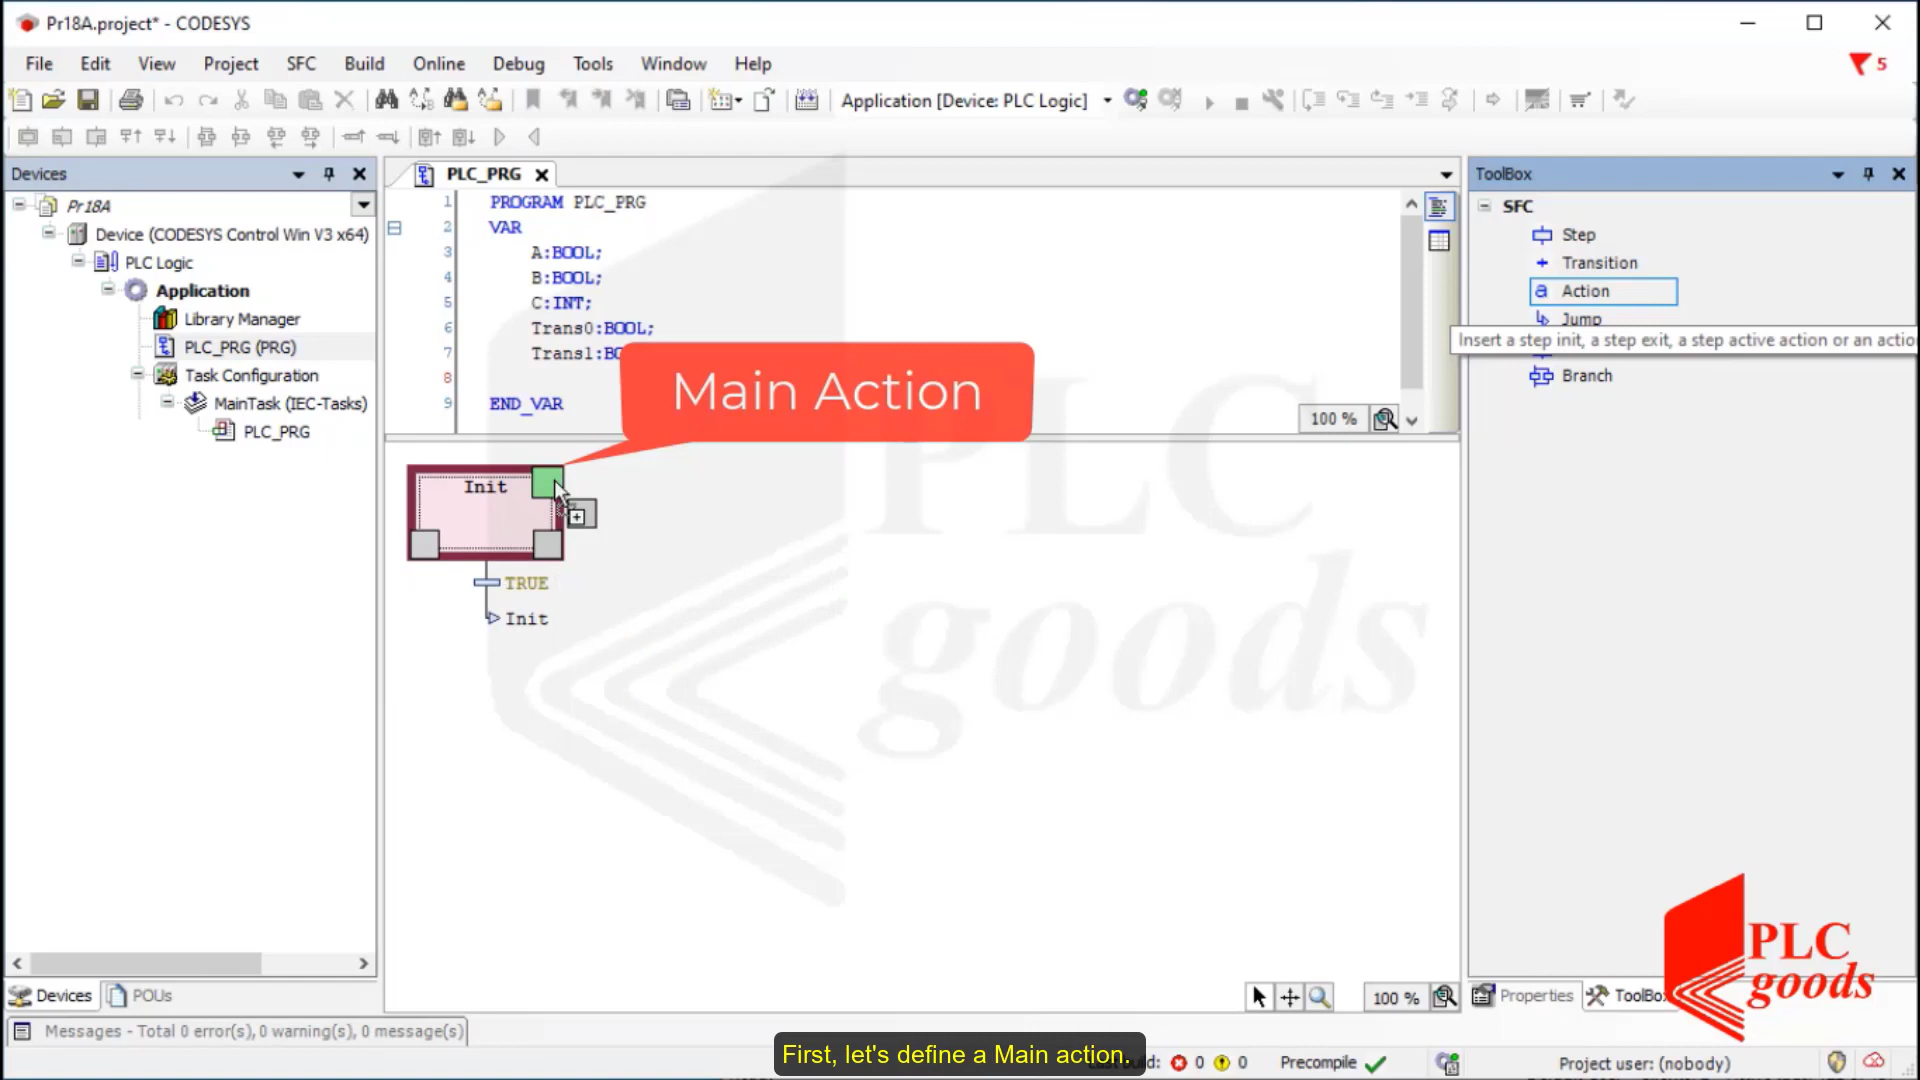 Pr18A.project* - CODESYS
File Edit View Project SFC Build Online Debug Tools Window Help
5
Application [Device: PLC Logic]
Devices
Pr18A
Device (CODESYS Control Win V3 x64)
PLC Logic
Application
Library Manager
PLC_PRG (PRG)
Task Configuration
MainTask (IEC-Tasks)
PLC_PRG
PLC_PRG
1 PROGRAM PLC_PRG
2 VAR
3 A:BOOL;
4 B:BOOL;
5 C:INT;
6 Trans0:BOOL;
7 Trans1:BO
8
9 END_VAR
100 %
Main Action
Init
TRUE
Init
PLC
goods
100 %
ToolBox
SFC
Step
Transition
Action
Jump
Insert a step init, a step exit, a step active action or an actio
Branch
Properties ToolBo
PLC
goods
Devices POUs
Messages - Total 0 error(s), 0 warning(s), 0 message(s)
First, let's define a Main action.
build: 0 0 Precompile Project user: (nobody)